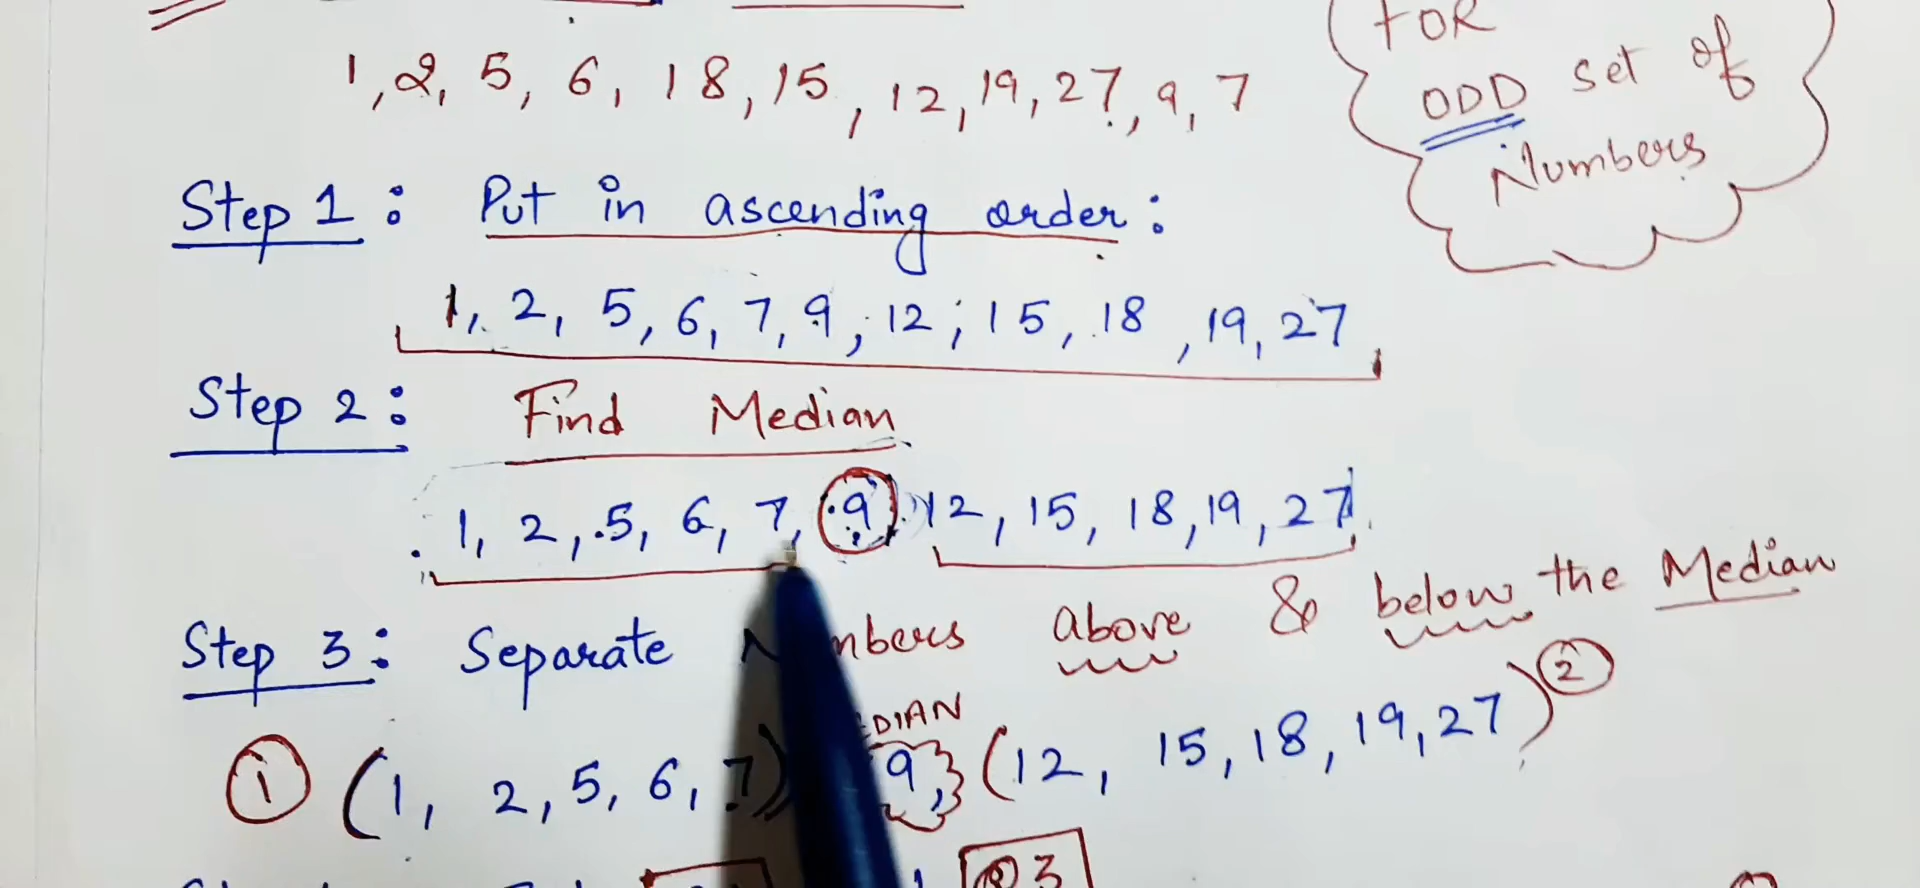 1, 2, 5, 6, 18, 15, 12, 19, 27, 9, 7
FOR
ODD set of
Numbers
Step 1: Put in ascending order:
1, 2, 5, 6, 7, 9, 12, 15, 18, 19, 27
Step 2: Find Median
1, 2, 5, 6, 7, 9, 12, 15, 18, 19, 27
Step 3: Separate above & below the Median
MEDIAN
① (1, 2, 5, 6, 7) 9, (12, 15, 18, 19, 27) ②
Q3